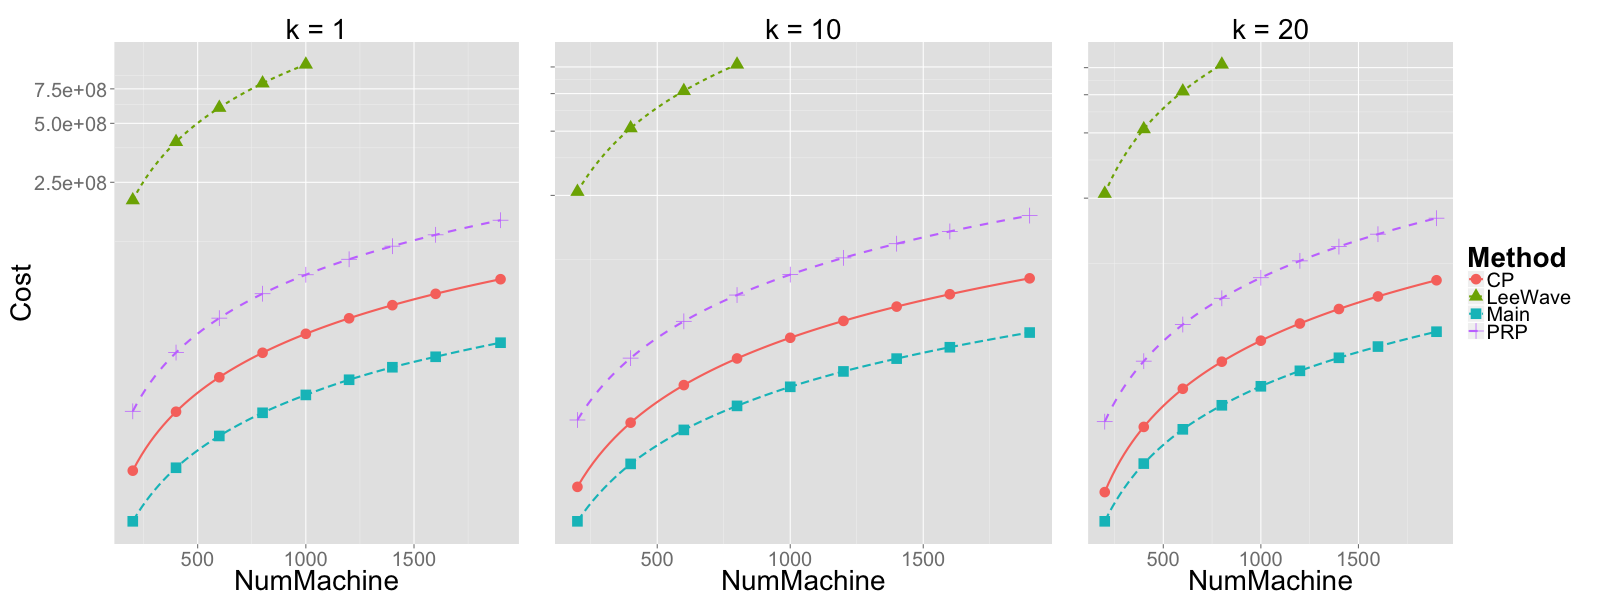 k = 1
k = 10
k = 20
7.5e+08
5.0e+08
2.5e+08
Cost
500 1000 1500
500 1000 1500
500 1000 1500
NumMachine
NumMachine
NumMachine
Method
CP
LeeWave
Main
PRP